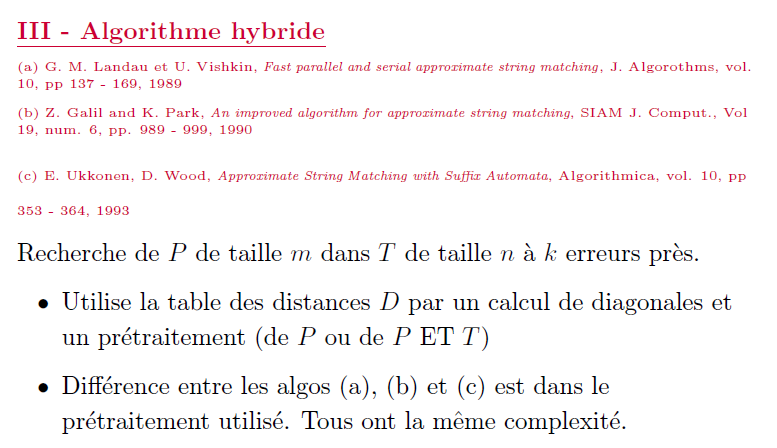 III - Algorithme hybride
(a) G. M. Landau et U. Vishkin, Fast parallel and serial approximate string matching, J. Algorothms, vol.
10, pp 137 - 169, 1989
(b) Z. Galil and K. Park, An improved algorithm for approximate string matching, SIAM J. Comput., Vol
19, num. 6, pp. 989 - 999, 1990
(c) E. Ukkonen, D. Wood, Approximate String Matching with Suffix Automata, Algorithmica, vol. 10, pp
353 - 364, 1993
Recherche de P de taille m dans T de taille n à k erreurs près.
• Utilise la table des distances D par un calcul de diagonales et
un prétraitement (de P ou de P ET T)
• Différence entre les algos (a), (b) et (c) est dans le
prétraitement utilisé. Tous ont la même complexité.